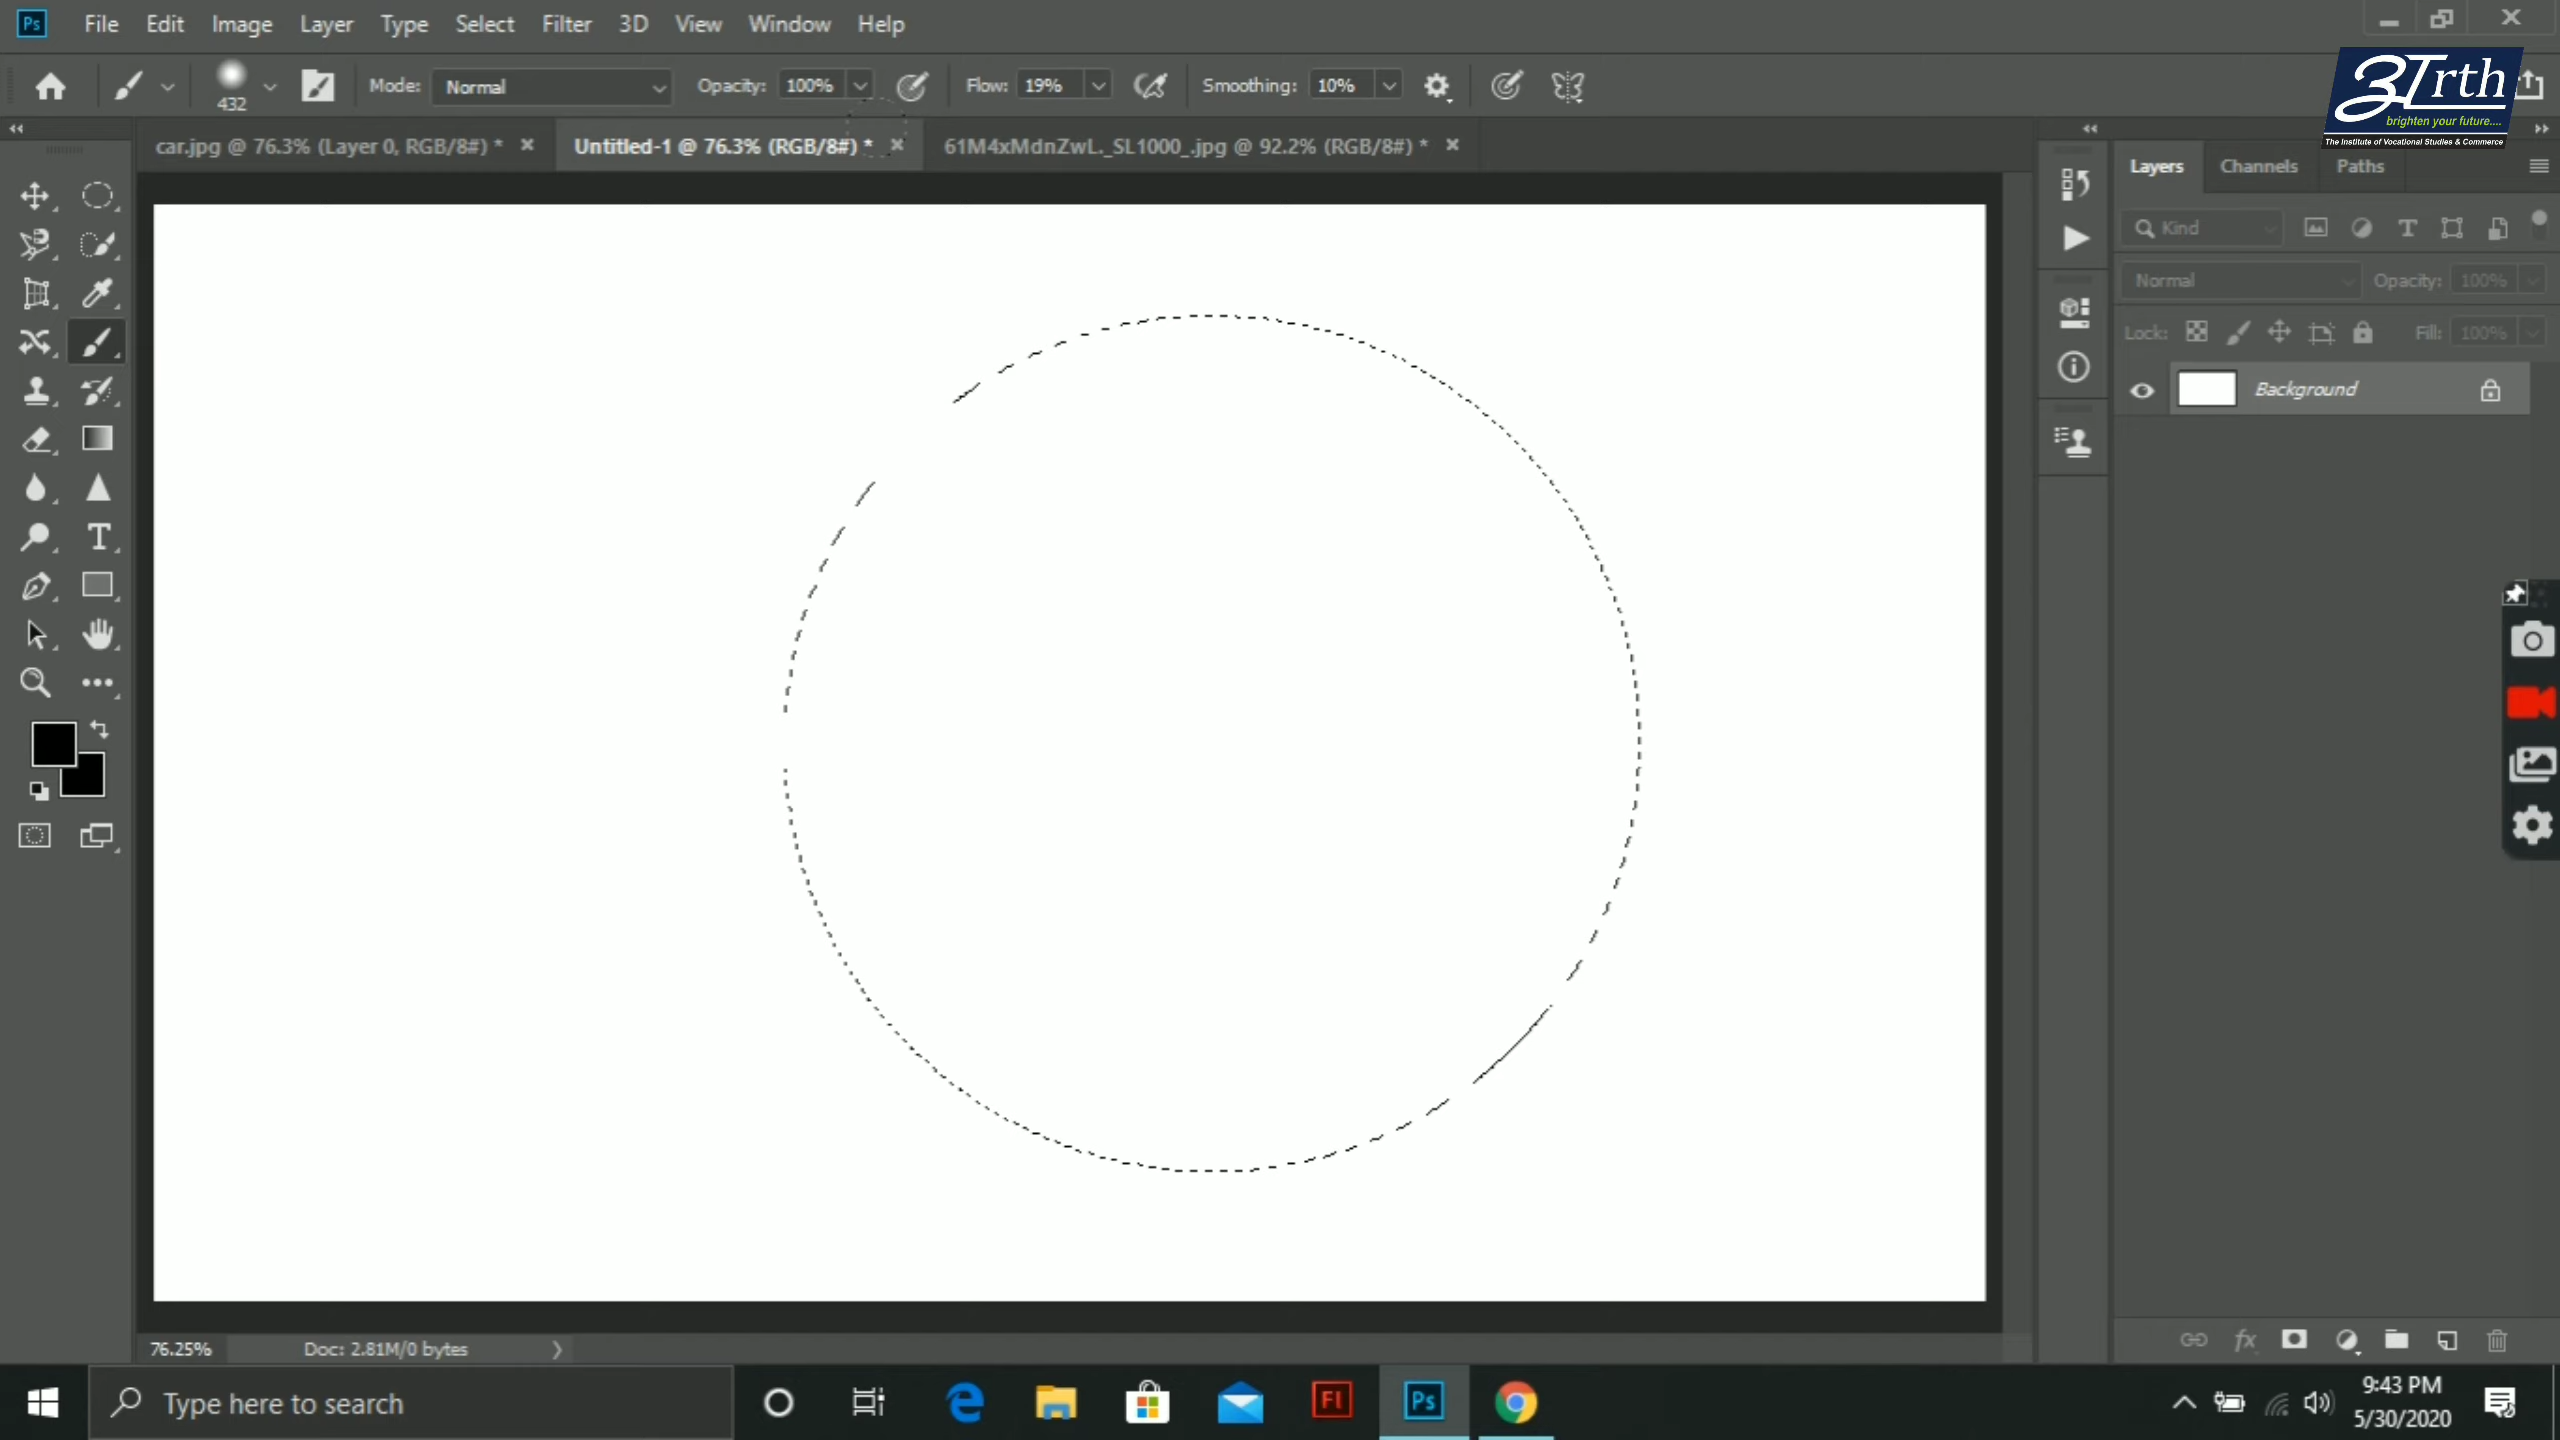 Ps File Edit Image Layer Type Select Filter 3D View Window Help
432 Mode: Normal Opacity: 100% Flow: 19% Smoothing: 10%
3Tirth
brighten your future....
The Institute of Vocational Studies & Commerce
car.jpg @ 76.3% (Layer 0, RGB/8#) * Untitled-1 @ 76.3% (RGB/8#) * 61M4xMdnZwL._SL1000_.jpg @ 92.2% (RGB/8#) *
Layers Channels Paths
Kind
Normal Opacity: 100%
Lock: Fill: 100%
Background
76.25% Doc: 2.81M/0 bytes
Type here to search
Fl Ps
9:43 PM
5/30/2020